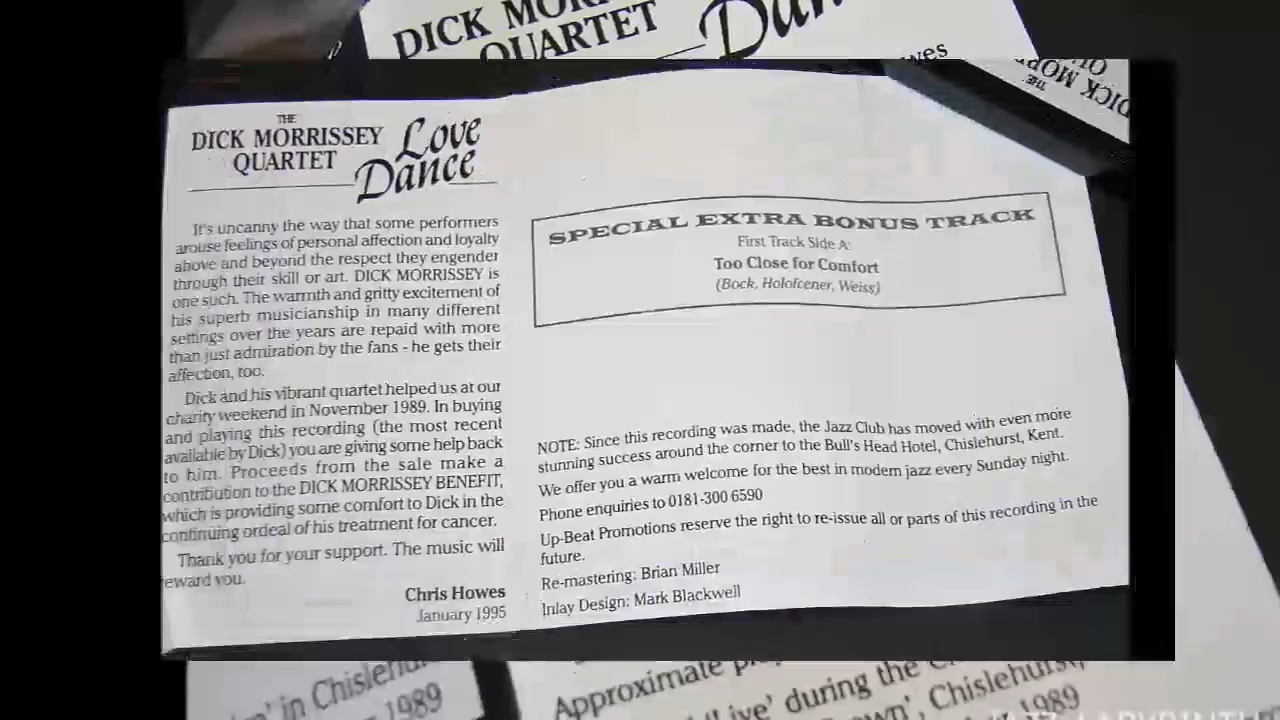 DICK
QUARTET
THE
DICK MORRISSEY
QUARTET
Love
Dance
It's uncanny the way that some performers
arouse feelings of personal affection and loyalty
above and beyond the respect they engender
through their skill or art. DICK MORRISSEY is
one such. The warmth and gritty excitement of
his superb musicianship in many different
settings over the years are repaid with more
than just admiration by the fans - he gets their
affection, too.
Dick and his vibrant quartet helped us at our
charity weekend in November 1989. In buying
and playing this recording (the most recent
available by Dick) you are giving some help back
to him. Proceeds from the sale make a
contribution to the DICK MORRISSEY BENEFIT,
which is providing some comfort to Dick in the
continuing ordeal of his treatment for cancer.
Thank you for your support. The music will
eward you.
Chris Howes
January 1995
SPECIAL EXTRA BONUS TRACK
First Track Side A:
Too Close for Comfort
(Bock, Holofcener, Weiss)
NOTE: Since this recording was made, the Jazz Club has moved with even more
stunning success around the corner to the Bull's Head Hotel, Chislehurst, Kent.
We offer you a warm welcome for the best in modern jazz every Sunday night.
Phone enquiries to 0181-300 6590
Up-Beat Promotions reserve the right to re-issue all or parts of this recording in the
future.
Re-mastering: Brian Miller
Inlay Design: Mark Blackwell
in
1989
Approximate
'Live' during the
Chislehurst,
1989